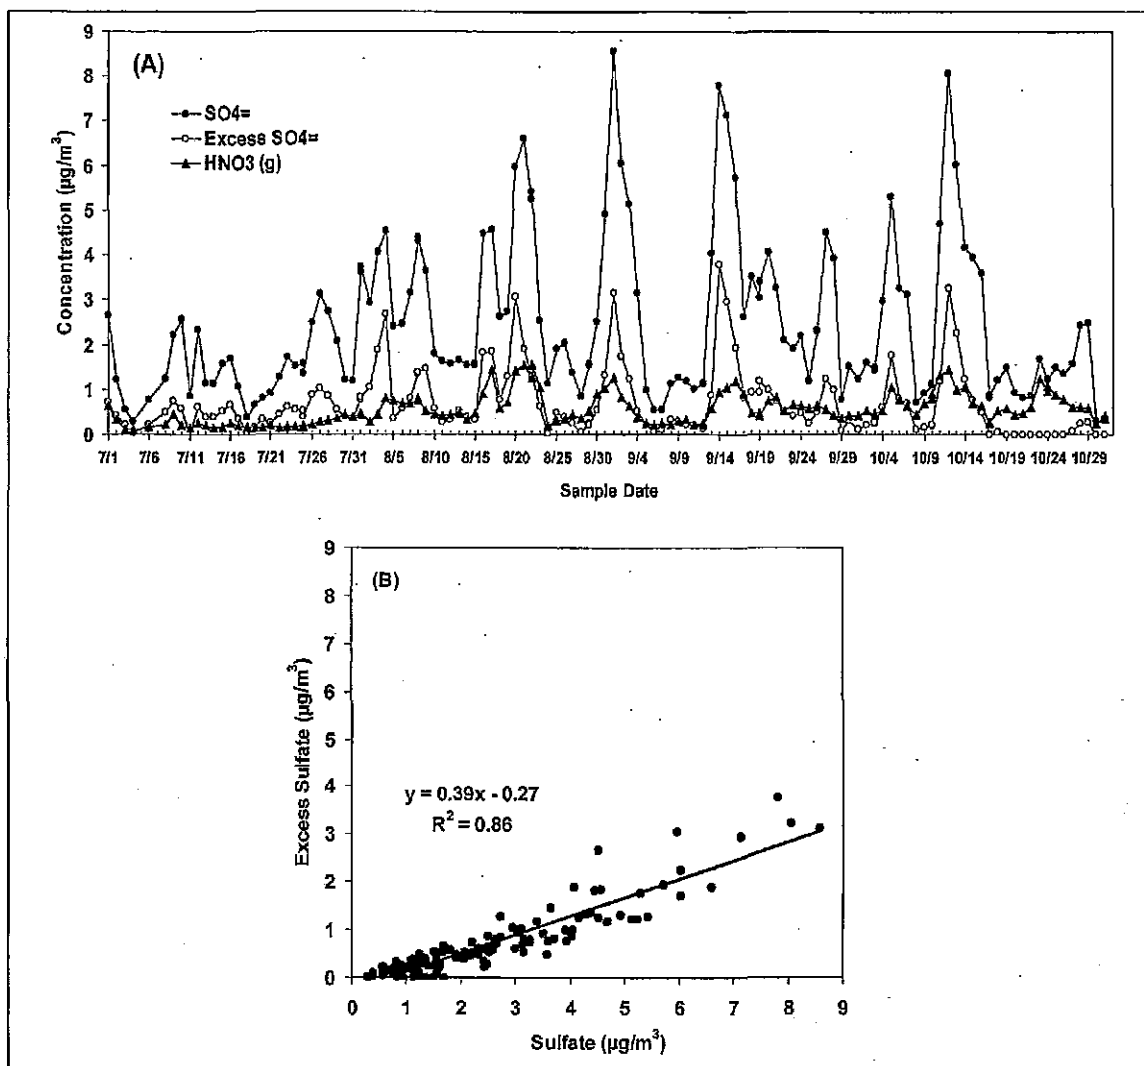 9
(A)
8
SO4=
7
Excess SO4=
HNO3 (g)
6
5
4
3
2
1
0
Concentration (µg/m³)
7/1 7/6 7/11 7/16 7/21 7/26 7/31 8/5 8/10 8/15 8/20 8/25 8/30 9/4 9/9 9/14 9/19 9/24 9/29 10/4 10/9 10/14 10/19 10/24 10/29
Sample Date
9
(B)
8
7
6
5
4
3
2
1
0
Excess Sulfate (µg/m³)
y = 0.39x - 0.27
R² = 0.86
0 1 2 3 4 5 6 7 8 9
Sulfate (µg/m³)